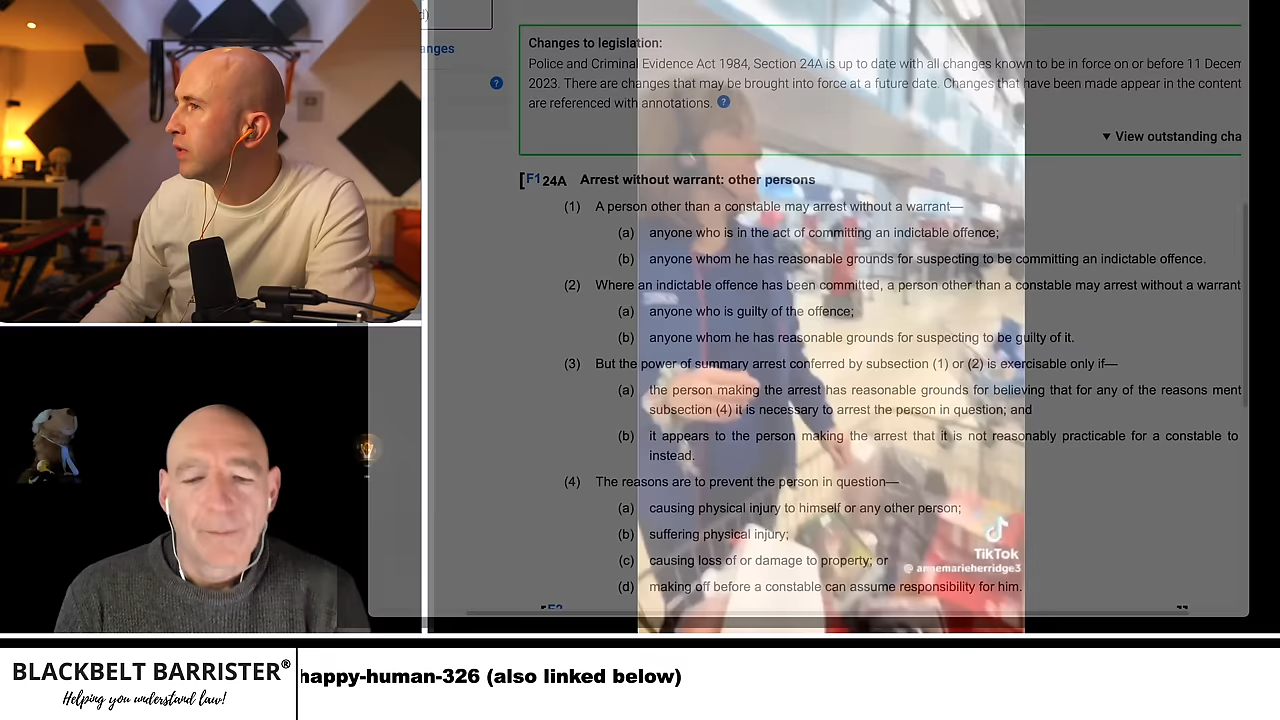 d)
anges
Changes to legislation:
Police and Criminal Evidence Act 1984, Section 24A is up to date with all changes known to be in force on or before 11 Decem
2023. There are changes that may be brought into force at a future date. Changes that have been made appear in the content
are referenced with annotations. ?
?
▼ View outstanding cha
[F1 24A Arrest without warrant: other persons
(1) A person other than a constable may arrest without a warrant—
(a) anyone who is in the act of committing an indictable offence;
(b) anyone whom he has reasonable grounds for suspecting to be committing an indictable offence.
(2) Where an indictable offence has been committed, a person other than a constable may arrest without a warrant
(a) anyone who is guilty of the offence;
(b) anyone whom he has reasonable grounds for suspecting to be guilty of it.
(3) But the power of summary arrest conferred by subsection (1) or (2) is exercisable only if—
(a) the person making the arrest has reasonable grounds for believing that for any of the reasons ment
subsection (4) it is necessary to arrest the person in question; and
(b) it appears to the person making the arrest that it is not reasonably practicable for a constable to
instead.
(4) The reasons are to prevent the person in question—
(a) causing physical injury to himself or any other person;
(b) suffering physical injury;
(c) causing loss of or damage to property; or
(d) making off before a constable can assume responsibility for him.
TikTok
@annemarieherridge3
BLACKBELT BARRISTER®
Helping you understand law!
happy-human-326 (also linked below)